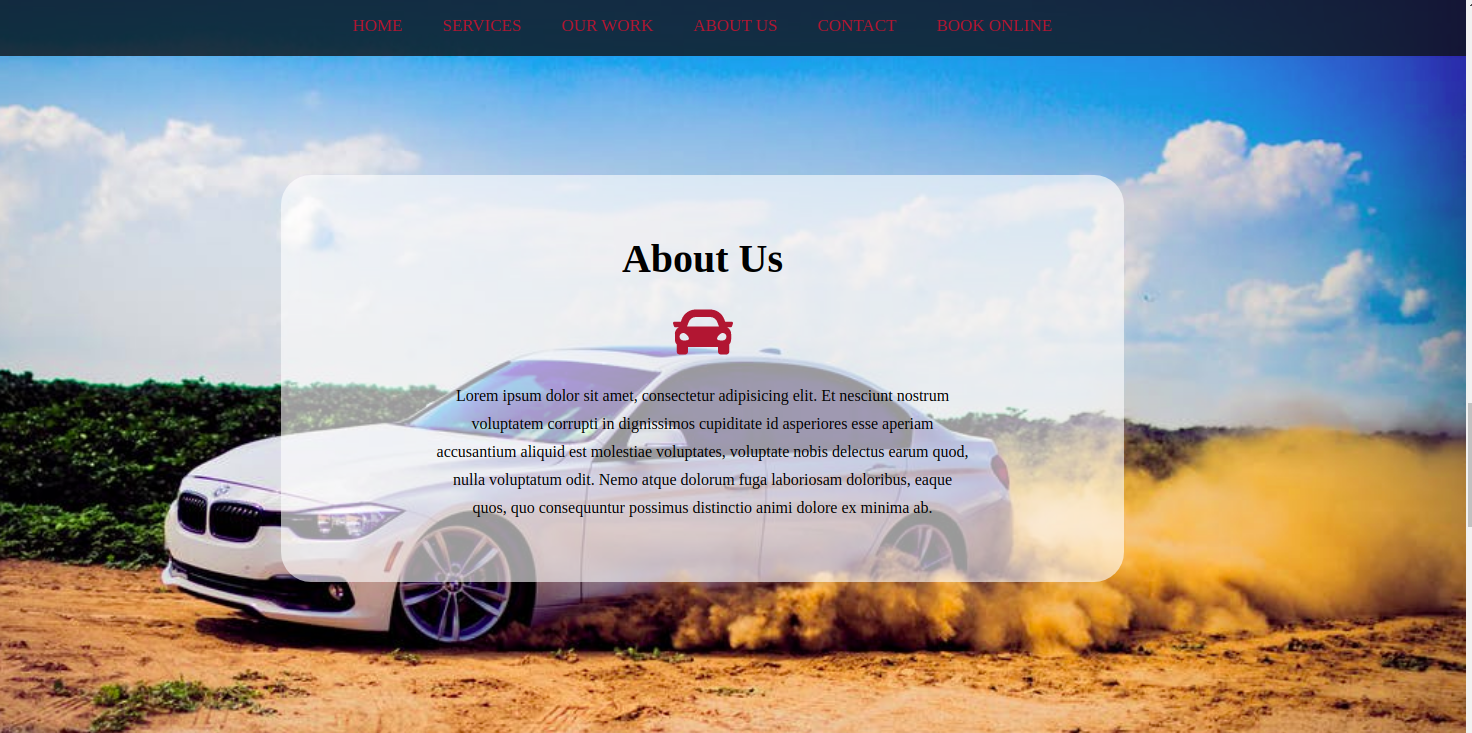 HOME SERVICES OUR WORK ABOUT US CONTACT BOOK ONLINE
About Us
Lorem ipsum dolor sit amet, consectetur adipisicing elit. Et nesciunt nostrum
voluptatem corrupti in dignissimos cupiditate id asperiores esse aperiam
accusantium aliquid est molestiae voluptates, voluptate nobis delectus earum quod,
nulla voluptatum odit. Nemo atque dolorum fuga laboriosam doloribus, eaque
quos, quo consequuntur possimus distinctio animi dolore ex minima ab.